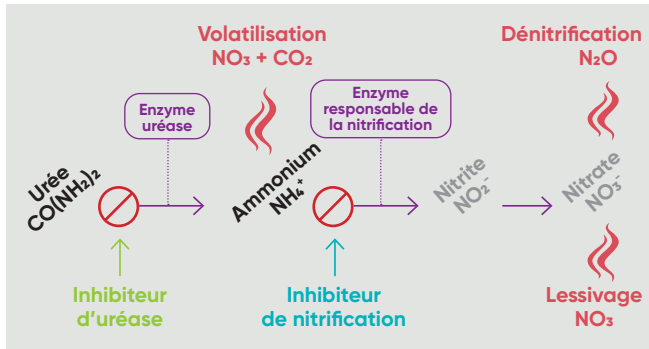 Volatilisation
NO₃ + CO₂
Dénitrification
N₂O
Enzyme
uréase
Enzyme
responsable de
la nitrification
Urée
CO(NH₂)₂
Ammonium
NH₄⁺
Nitrite
NO₂⁻
Nitrate
NO₃⁻
Inhibiteur
d'uréase
Inhibiteur
de nitrification
Lessivage
NO₃